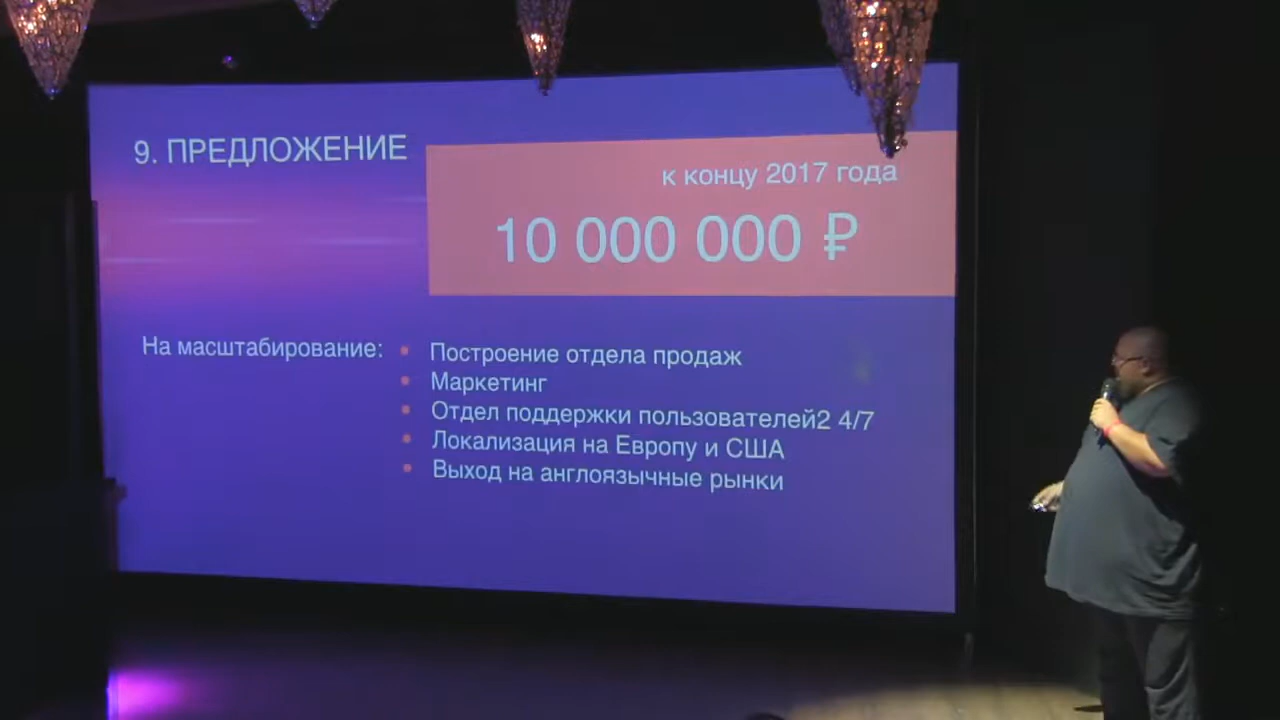 9. ПРЕДЛОЖЕНИЕ
к концу 2017 года
10 000 000 ₽
На масштабирование:
• Построение отдела продаж
• Маркетинг
• Отдел поддержки пользователей2 4/7
• Локализация на Европу и США
• Выход на англоязычные рынки